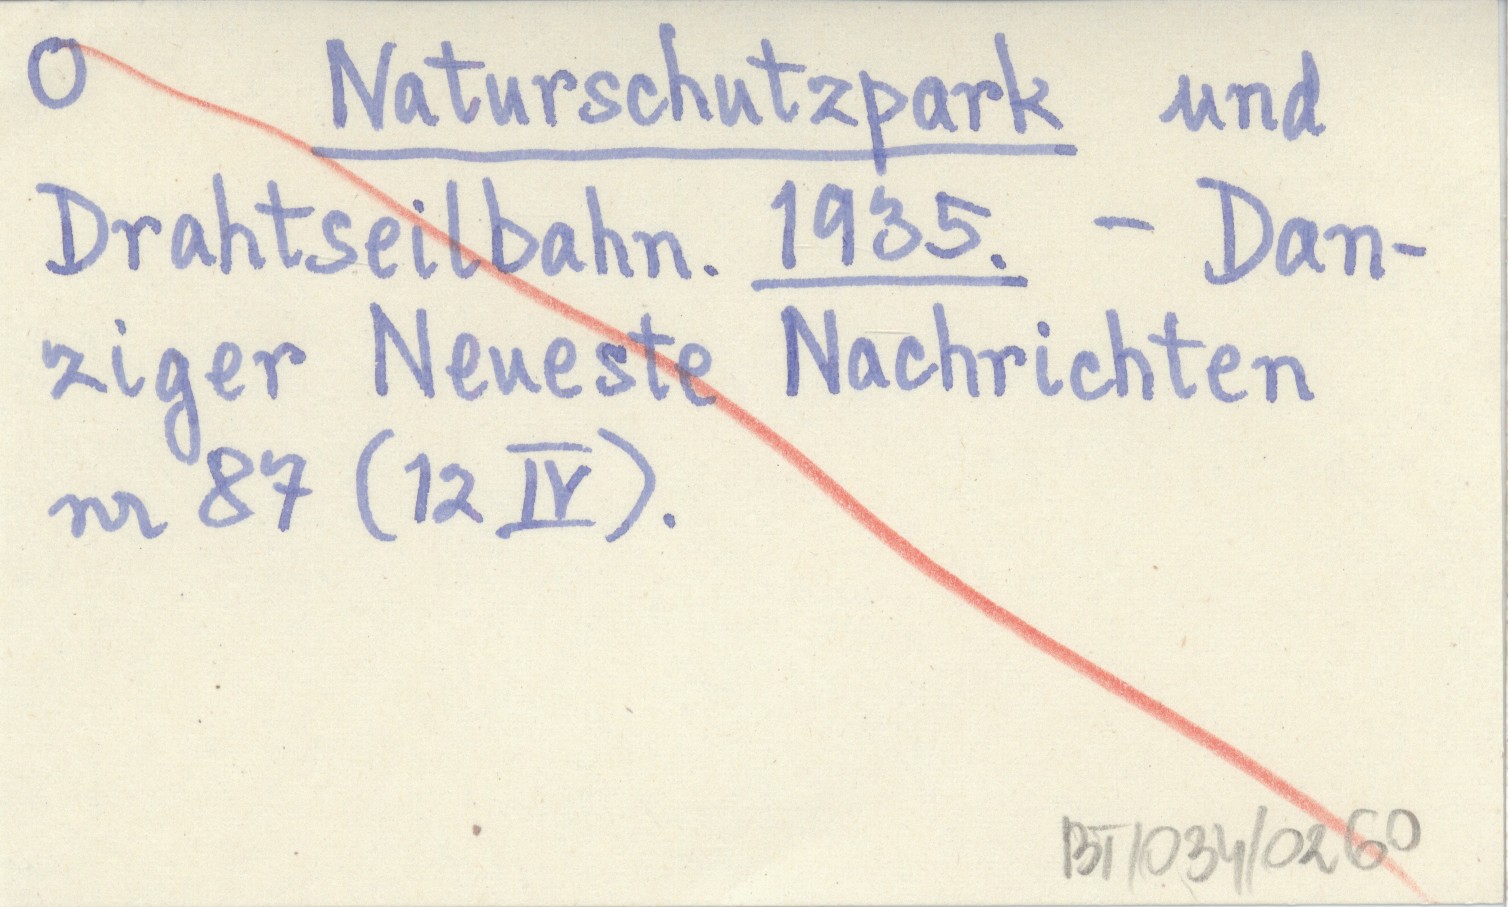 O Naturschutzpark und
Drahtseilbahn. 1935. - Dan-
ziger Neueste Nachrichten
nr 87 (12 IV).
BT/034/0260